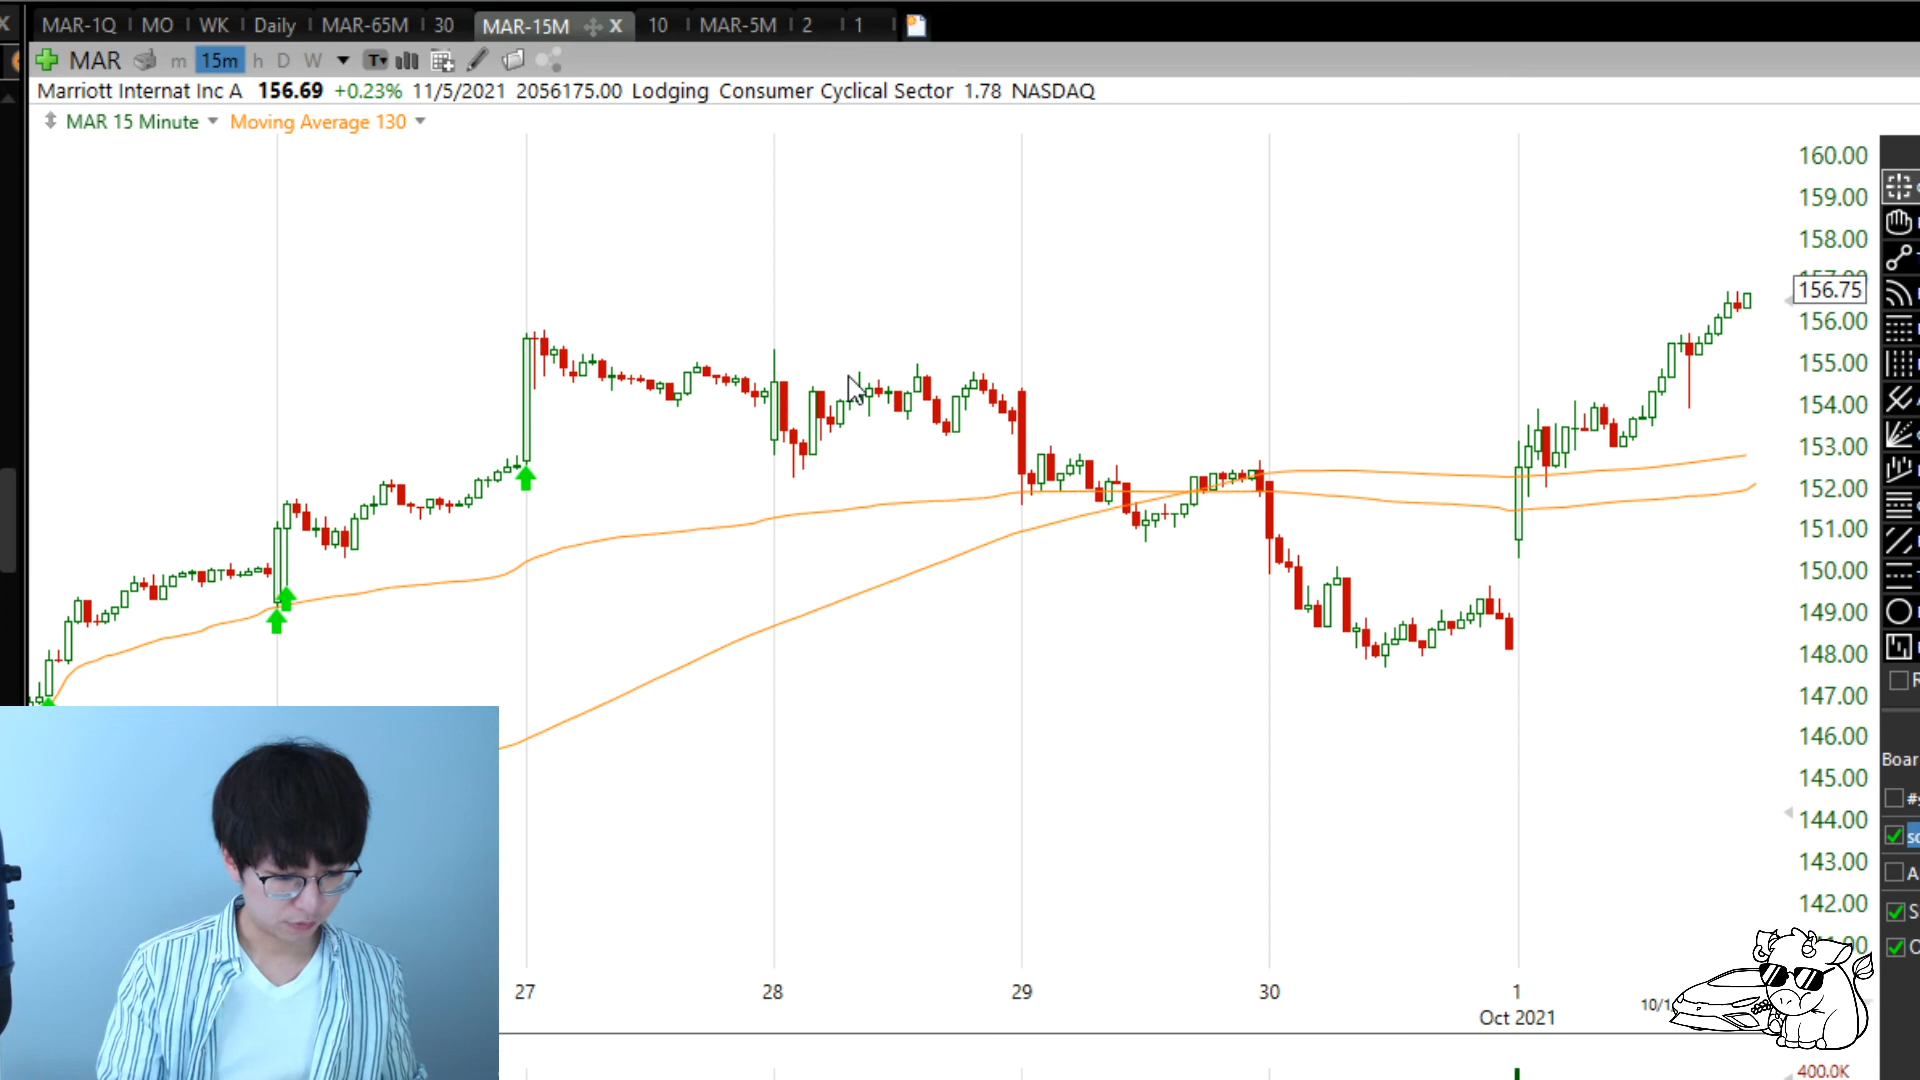 MAR-1Q MO WK Daily MAR-65M 30 MAR-15M X 10 MAR-5M 2 1
MAR m 15m h D W T
Marriott Internat Inc A 156.69 +0.23% 11/5/2021 2056175.00 Lodging Consumer Cyclical Sector 1.78 NASDAQ
MAR 15 Minute Moving Average 130
160.00
159.00
158.00
157.00
156.75
156.00
155.00
154.00
153.00
152.00
151.00
150.00
149.00
148.00
147.00
146.00
145.00
144.00
143.00
142.00
27 28 29 30 1
Oct 2021
400.0K